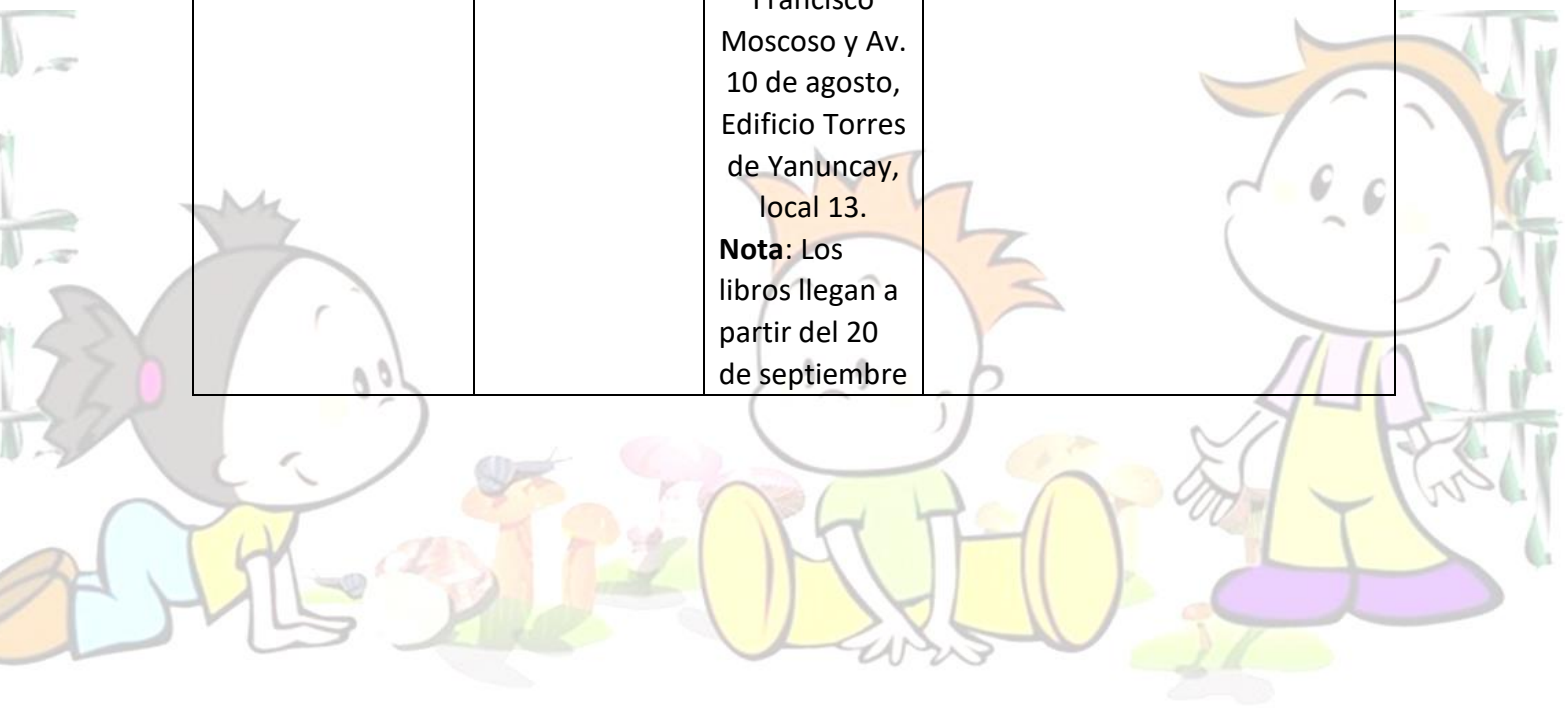 Francisco
Moscoso y Av.
10 de agosto,
Edificio Torres
de Yanuncay,
local 13.
Nota: Los
libros llegan a
partir del 20
de septiembre